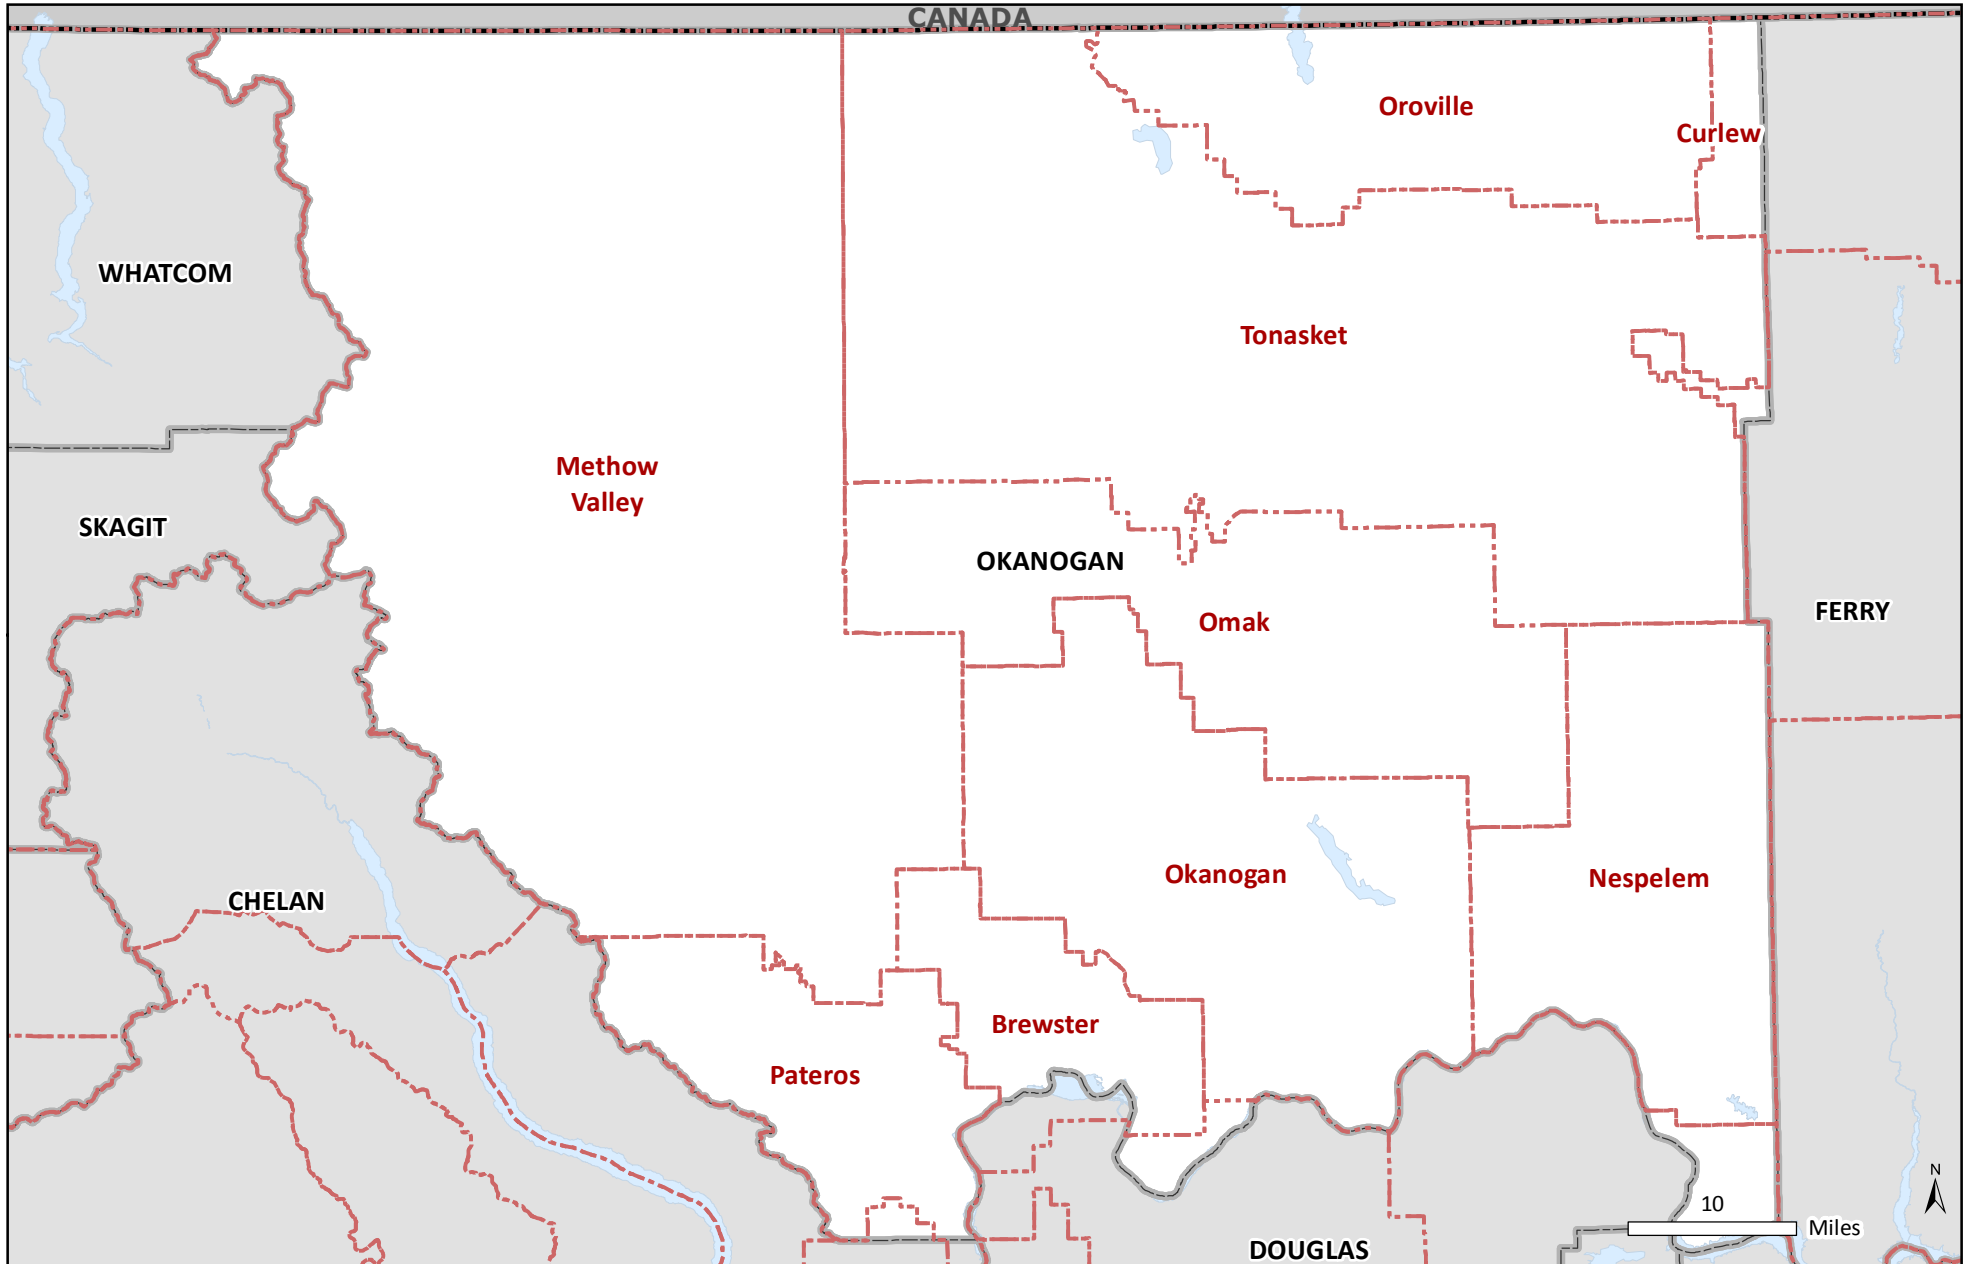 CANADA
Oroville
Curlew
WHATCOM
Tonasket
Methow
Valley
SKAGIT
OKANOGAN
Omak
FERRY
Okanogan
Nespelem
CHELAN
Brewster
Pateros
N
10
Miles
DOUGLAS